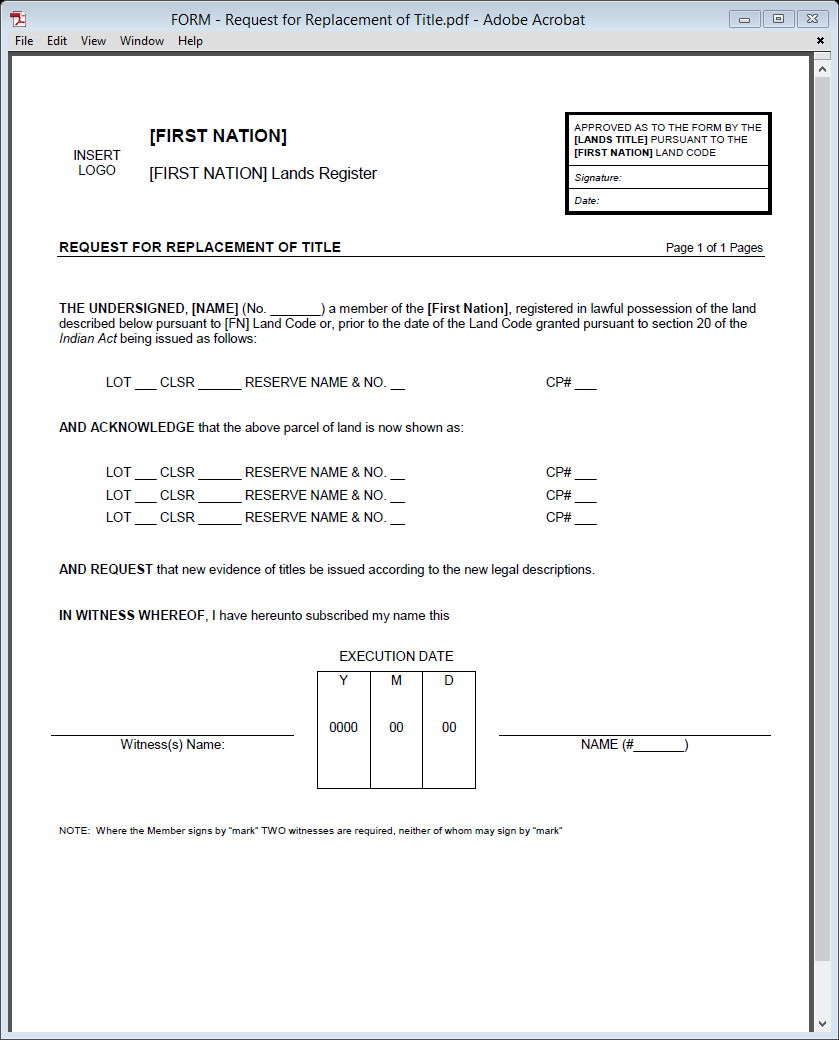 FORM - Request for Replacement of Title.pdf - Adobe Acrobat
File Edit View Window Help
[FIRST NATION]
INSERT
LOGO
[FIRST NATION] Lands Register
APPROVED AS TO THE FORM BY THE
[LANDS TITLE] PURSUANT TO THE
[FIRST NATION] LAND CODE
Signature:
Date:
REQUEST FOR REPLACEMENT OF TITLE Page 1 of 1 Pages
THE UNDERSIGNED, [NAME] (No. _______) a member of the [First Nation], registered in lawful possession of the land
described below pursuant to [FN] Land Code or, prior to the date of the Land Code granted pursuant to section 20 of the
Indian Act being issued as follows:
LOT ___ CLSR ______ RESERVE NAME & NO. __ CP# ___
AND ACKNOWLEDGE that the above parcel of land is now shown as:
LOT ___ CLSR ______ RESERVE NAME & NO. __ CP# ___
LOT ___ CLSR ______ RESERVE NAME & NO. __ CP# ___
LOT ___ CLSR ______ RESERVE NAME & NO. __ CP# ___
AND REQUEST that new evidence of titles be issued according to the new legal descriptions.
IN WITNESS WHEREOF, I have hereunto subscribed my name this
EXECUTION DATE
Y M D
0000 00 00
Witness(s) Name: NAME (#_______)
NOTE: Where the Member signs by “mark” TWO witnesses are required, neither of whom may sign by “mark”